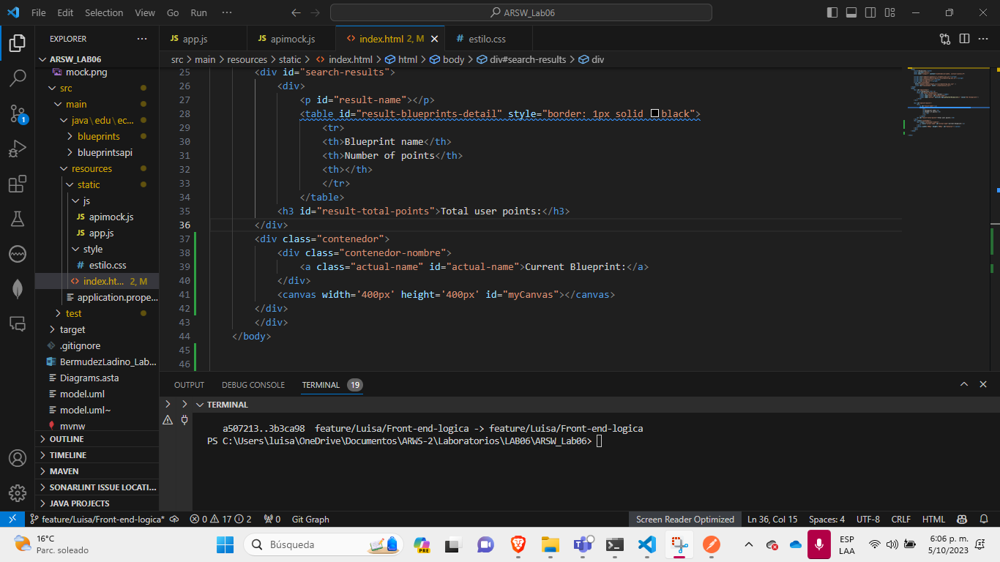 File Edit Selection View Go Run ··· ARSW_Lab06
EXPLORER ···
ARSW_LAB06
mock.png
src
main
java\edu\ec...
blueprints
blueprintsapi
resources
static
js
JS apimock.js
JS app.js
style
# estilo.css
<> index.ht... 2, M
application.prope...
test
target
.gitignore
BermudezLadino_Lab...
Diagrams.asta
model.uml
model.uml~
mvnw
OUTLINE
TIMELINE
MAVEN
SONARLINT ISSUE LOCATI...
JAVA PROJECTS
1
JS app.js JS apimock.js <> index.html 2, M # estilo.css
src > main > resources > static > <> index.html > html > body > div#search-results > div
25 <div id="search-results">
26 <div>
27 <p id="result-name"></p>
28 <table id="result-blueprints-detail" style="border: 1px solid black">
29 <tr>
30 <th>Blueprint name</th>
31 <th>Number of points</th>
32 <th></th>
33 </tr>
34 </table>
35 <h3 id="result-total-points">Total user points:</h3>
36 </div>
37 <div class="contenedor">
38 <div class="contenedor-nombre">
39 <a class="actual-name" id="actual-name">Current Blueprint:</a>
40 </div>
41 <canvas width='400px' height='400px' id="myCanvas"></canvas>
42 </div>
43 </div>
44 </body>
45
46
OUTPUT DEBUG CONSOLE TERMINAL 19
TERMINAL
a507213..3b3ca98 feature/Luisa/Front-end-logica -> feature/Luisa/Front-end-logica
PS C:\Users\luisa\OneDrive\Documentos\ARWS-2\Laboratorios\LAB06\ARSW_Lab06>
feature/Luisa/Front-end-logica* 0 17 2 0 Git Graph Screen Reader Optimized Ln 36, Col 15 Spaces: 4 UTF-8 CRLF HTML
16°C
Parc. soleado
Búsqueda
PRE
ESP
LAA
6:06 p. m.
5/10/2023